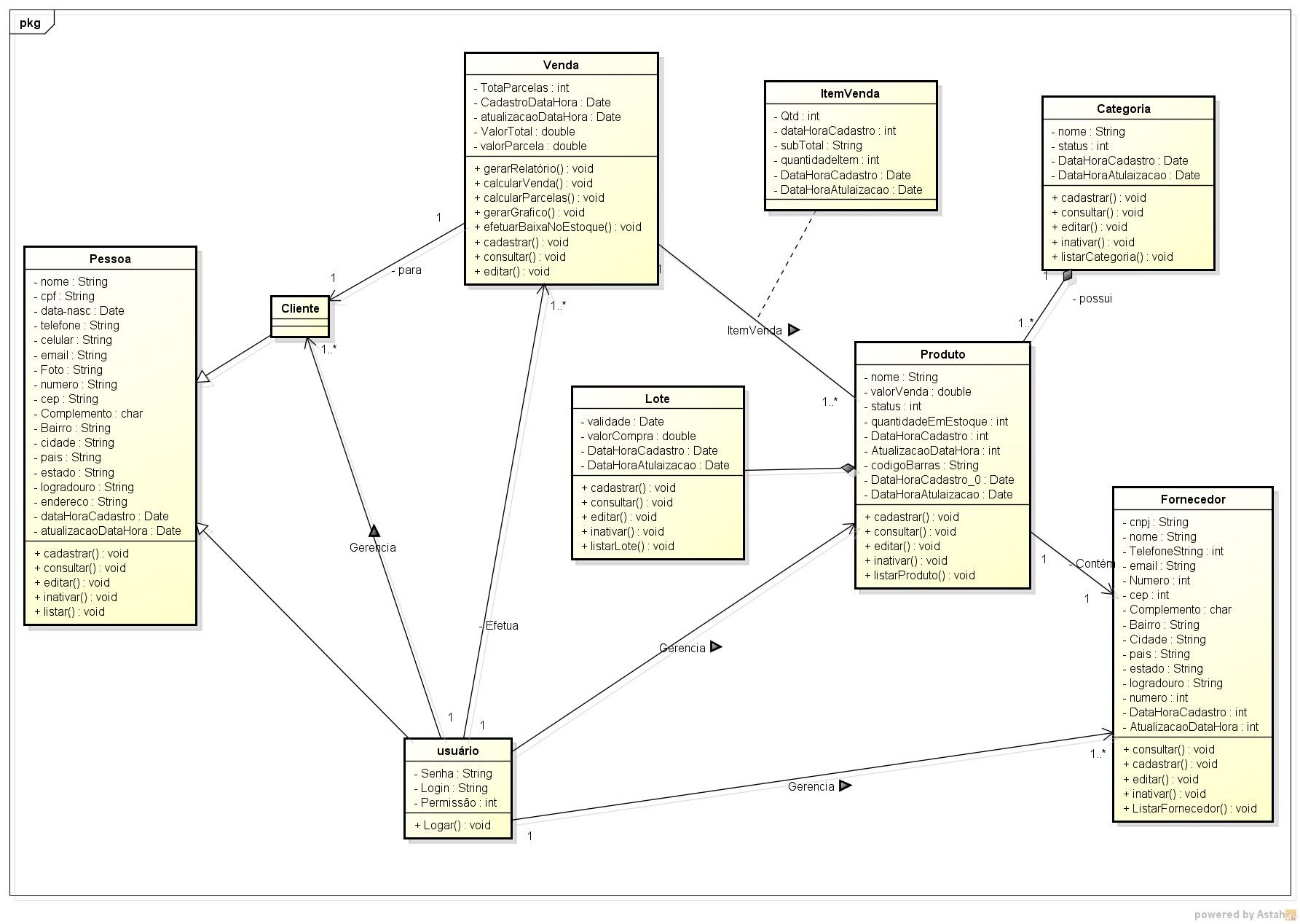 pkg
Venda
- TotaParcelas : int
- CadastroDataHora : Date
- atualizacaoDataHora : Date
- ValorTotal : double
- valorParcela : double
+ gerarRelatório() : void
+ calcularVenda() : void
+ calcularParcelas() : void
+ gerarGrafico() : void
+ efetuarBaixaNoEstoque() : void
+ cadastrar() : void
+ consultar() : void
+ editar() : void
ItemVenda
- Qtd : int
- dataHoraCadastro : int
- subTotal : String
- quantidadeItem : int
- DataHoraCadastro : Date
- DataHoraAtulaizacao : Date
Categoria
- nome : String
- status : int
- DataHoraCadastro : Date
- DataHoraAtulaizacao : Date
+ cadastrar() : void
+ consultar() : void
+ editar() : void
+ inativar() : void
+ listarCategoria() : void
1
1
- para
1
1..*
ItemVenda
1..*
1
- possui
1..*
Pessoa
- nome : String
- cpf : String
- data-nasc : Date
- telefone : String
- celular : String
- email : String
- Foto : String
- numero : String
- cep : String
- Complemento : char
- Bairro : String
- cidade : String
- pais : String
- estado : String
- logradouro : String
- endereco : String
- dataHoraCadastro : Date
- atualizacaoDataHora : Date
+ cadastrar() : void
+ consultar() : void
+ editar() : void
+ inativar() : void
+ listar() : void
Cliente
1..*
Gerencia
Lote
- validade : Date
- valorCompra : double
- DataHoraCadastro : Date
- DataHoraAtulaizacao : Date
+ cadastrar() : void
+ consultar() : void
+ editar() : void
+ inativar() : void
+ listarLote() : void
Produto
- nome : String
- valorVenda : double
- status : int
- quantidadeEmEstoque : int
- DataHoraCadastro : int
- AtualizacaoDataHora : int
- codigoBarras : String
- DataHoraCadastro_0 : Date
- DataHoraAtulaizacao : Date
+ cadastrar() : void
+ consultar() : void
+ editar() : void
+ inativar() : void
+ listarProduto() : void
1
- Contém
1
Fornecedor
- cnpj : String
- nome : String
- TelefoneString : int
- email : String
- Numero : int
- cep : int
- Complemento : char
- Bairro : String
- Cidade : String
- pais : String
- estado : String
- logradouro : String
- numero : int
- DataHoraCadastro : int
- AtualizacaoDataHora : int
+ consultar() : void
+ cadastrar() : void
+ editar() : void
+ inativar() : void
+ ListarFornecedor() : void
- Efetua
Gerencia
1
1
usuário
- Senha : String
- Login : String
- Permissão : int
+ Logar() : void
Gerencia
1..*
1
powered by Astah